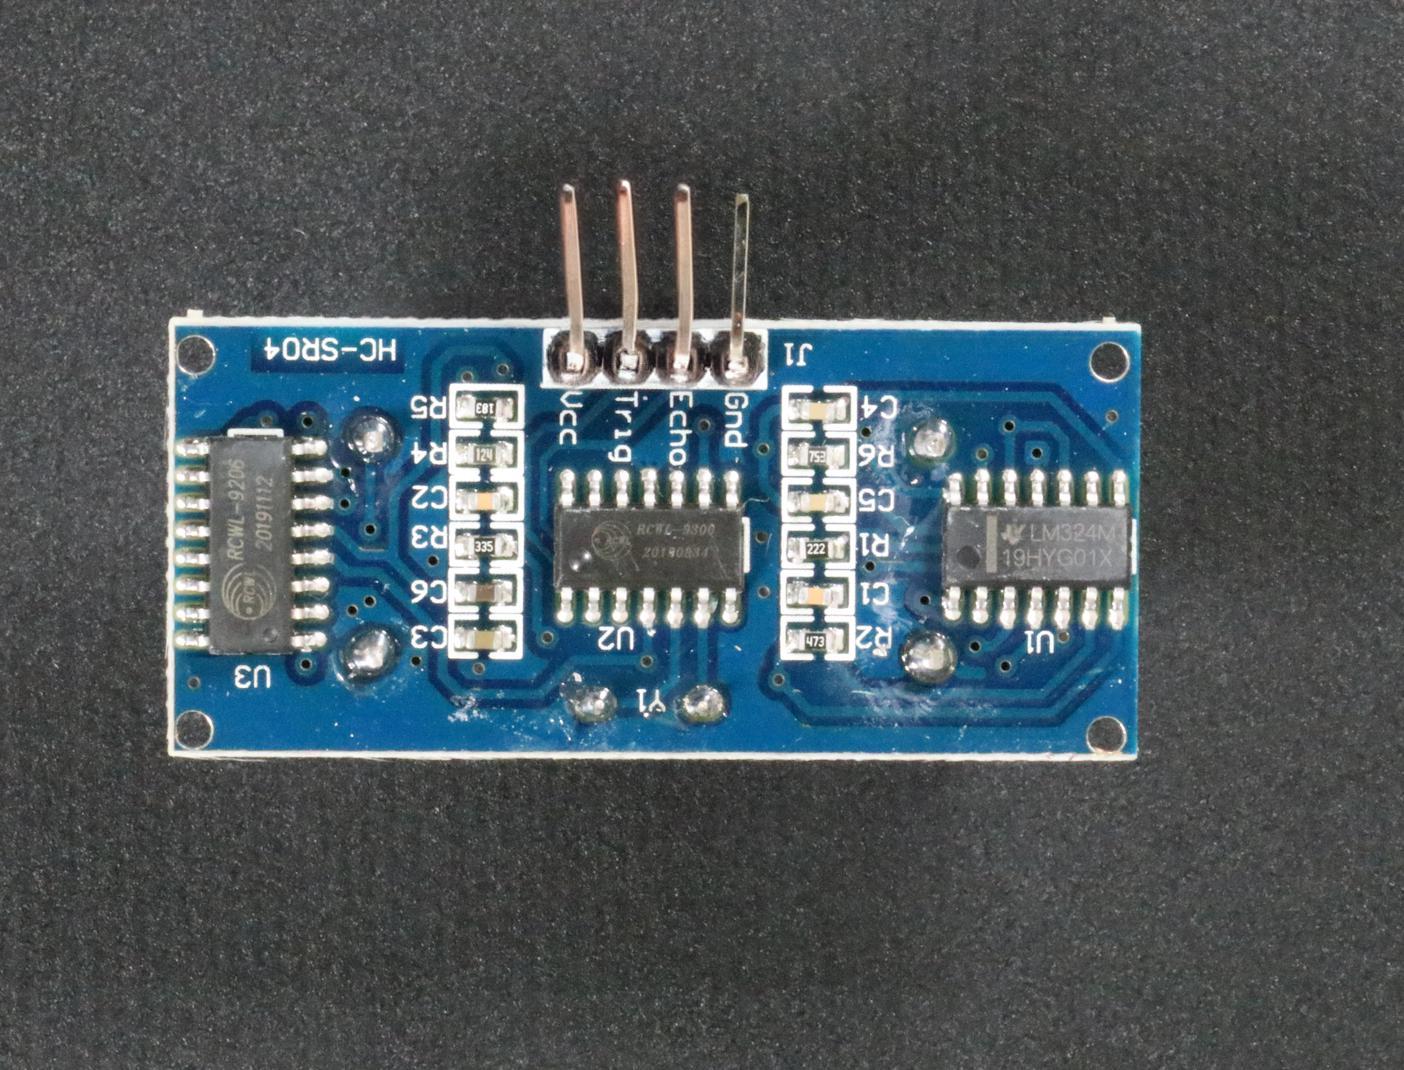 HC-SR04
J1
Vcc
Trig
Echo
Gnd
R5
183
R4
124
C2
R3
335
C6
C3
C4
R6
753
C5
R1
222
C1
R2
473
RCWL-9206
20191112
RCW
U3
RCWL-9300
U2
LM324M
19HYG01X
U1
Y1